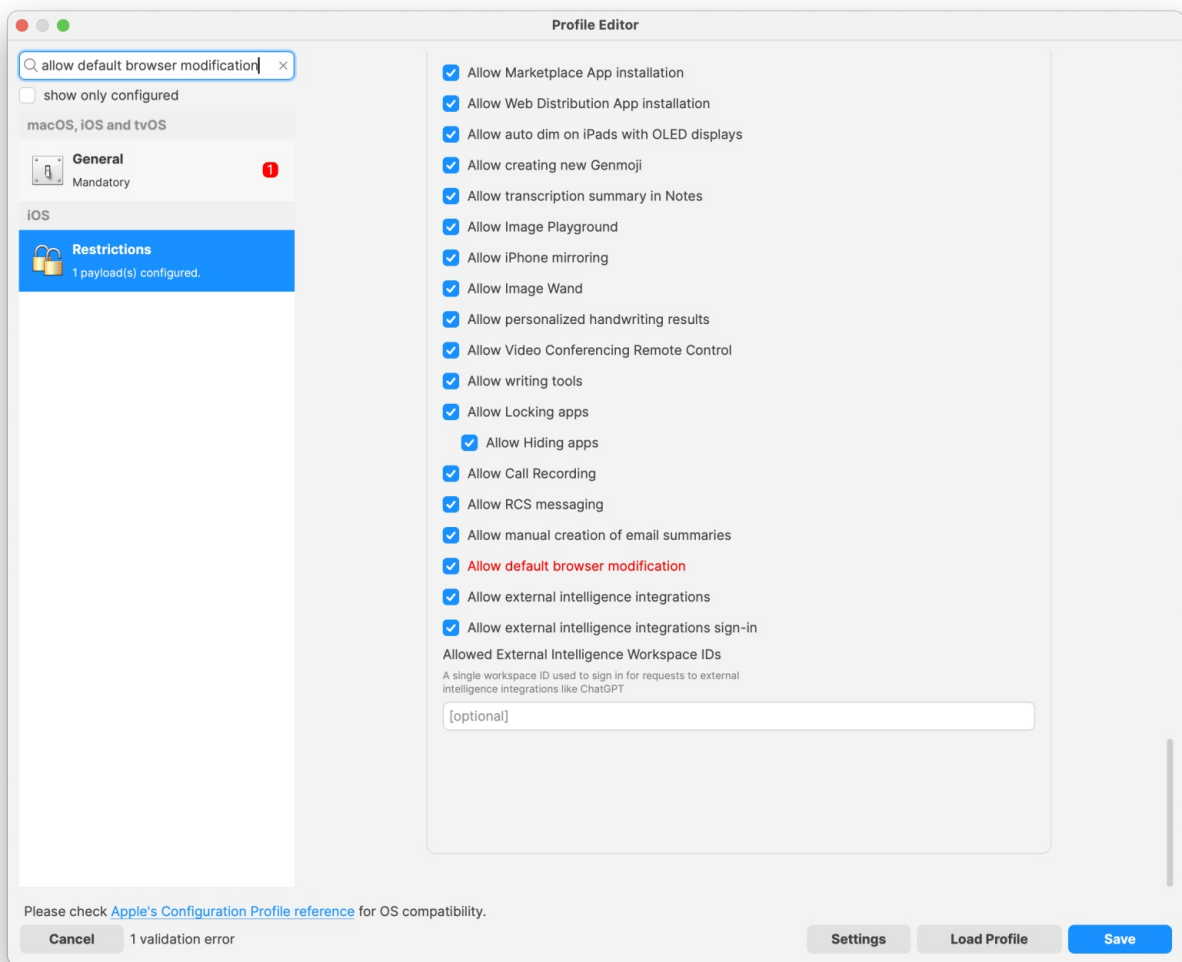 Profile Editor
allow default browser modification
show only configured
macOS, iOS and tvOS
General
Mandatory
1
iOS
Restrictions
1 payload(s) configured.
Allow Marketplace App installation
Allow Web Distribution App installation
Allow auto dim on iPads with OLED displays
Allow creating new Genmoji
Allow transcription summary in Notes
Allow Image Playground
Allow iPhone mirroring
Allow Image Wand
Allow personalized handwriting results
Allow Video Conferencing Remote Control
Allow writing tools
Allow Locking apps
Allow Hiding apps
Allow Call Recording
Allow RCS messaging
Allow manual creation of email summaries
Allow default browser modification
Allow external intelligence integrations
Allow external intelligence integrations sign-in
Allowed External Intelligence Workspace IDs
A single workspace ID used to sign in for requests to external
intelligence integrations like ChatGPT
[optional]
Please check Apple's Configuration Profile reference for OS compatibility.
Cancel
1 validation error
Settings
Load Profile
Save